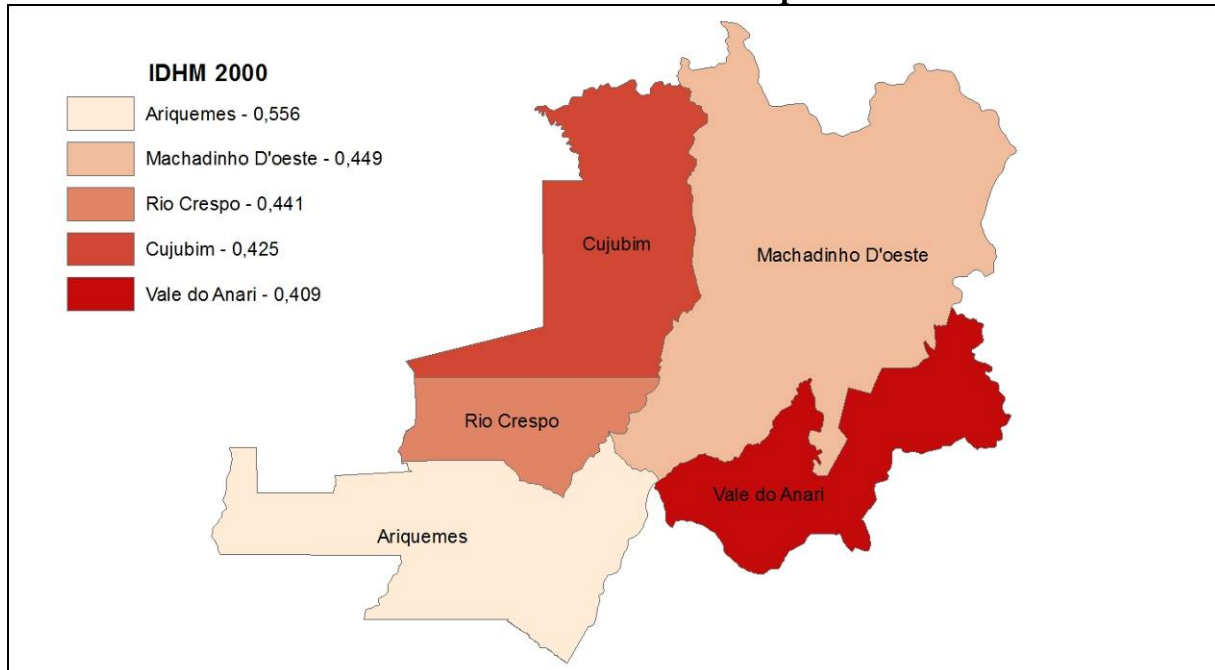 IDHM 2000
Ariquemes - 0,556
Machadinho D'oeste - 0,449
Rio Crespo - 0,441
Cujubim - 0,425
Vale do Anari - 0,409
Cujubim
Machadinho D'oeste
Rio Crespo
Vale do Anari
Ariquemes